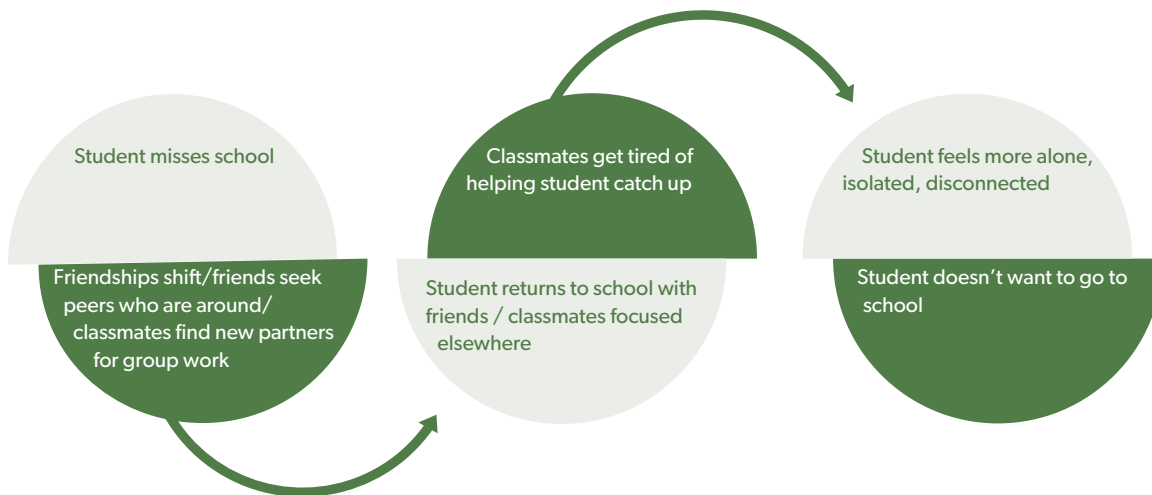 Student misses school
Friendships shift/friends seek
peers who are around/
classmates find new partners
for group work
Student returns to school with
friends / classmates focused
elsewhere
Classmates get tired of
helping student catch up
Student feels more alone,
isolated, disconnected
Student doesn’t want to go to
school